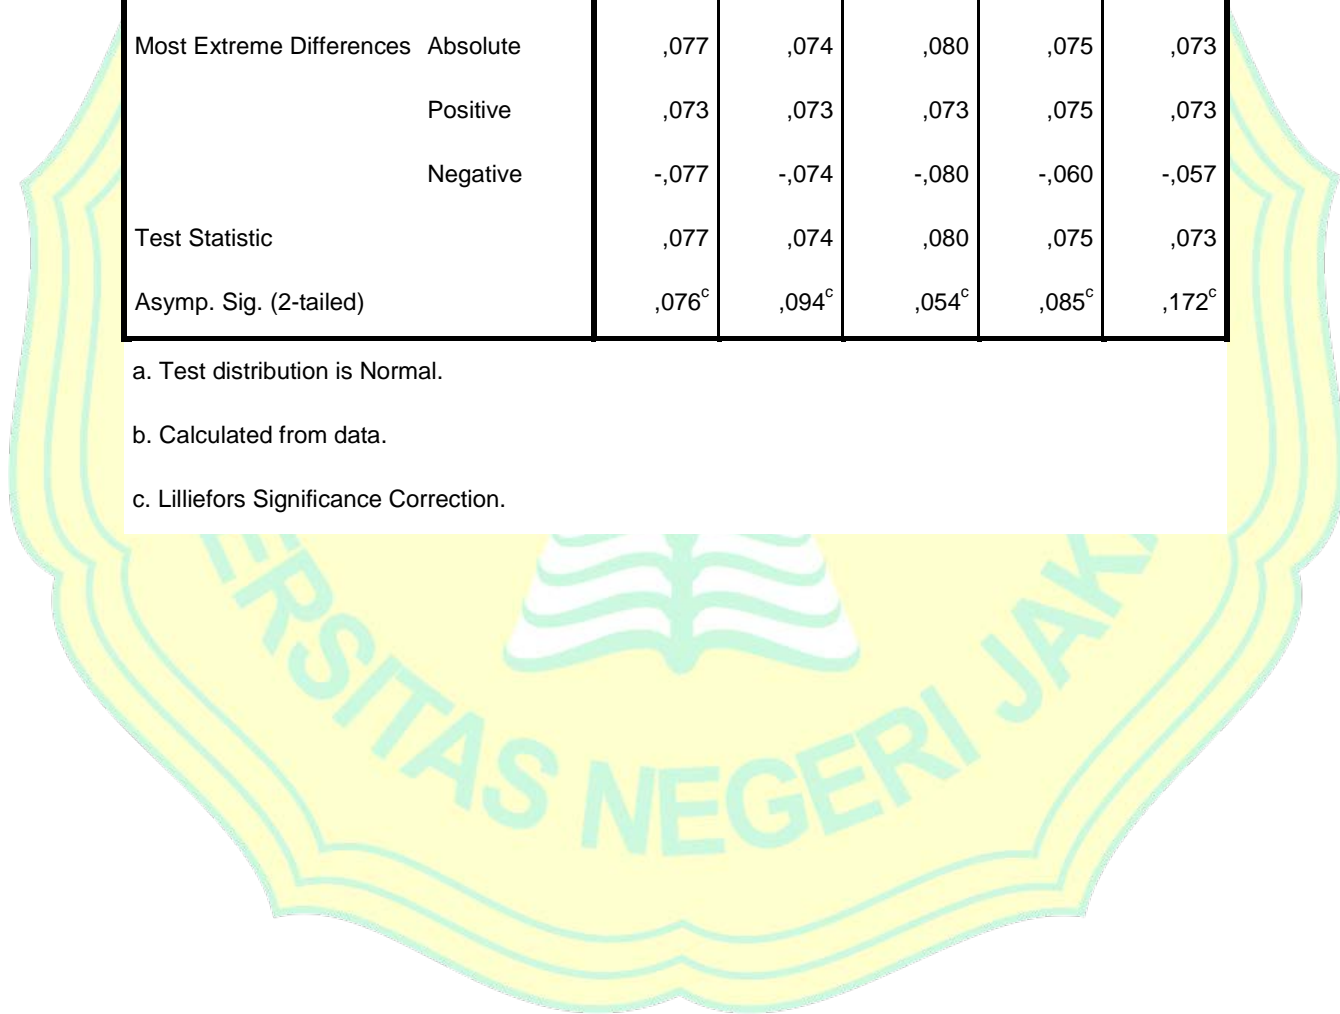 Most Extreme Differences Absolute ,077 ,074 ,080 ,075 ,073
Positive ,073 ,073 ,073 ,075 ,073
Negative -,077 -,074 -,080 -,060 -,057
Test Statistic ,077 ,074 ,080 ,075 ,073
Asymp. Sig. (2-tailed) ,076c ,094c ,054c ,085c ,172c
a. Test distribution is Normal.
b. Calculated from data.
c. Lilliefors Significance Correction.
ERSITAS NEGERI JAK